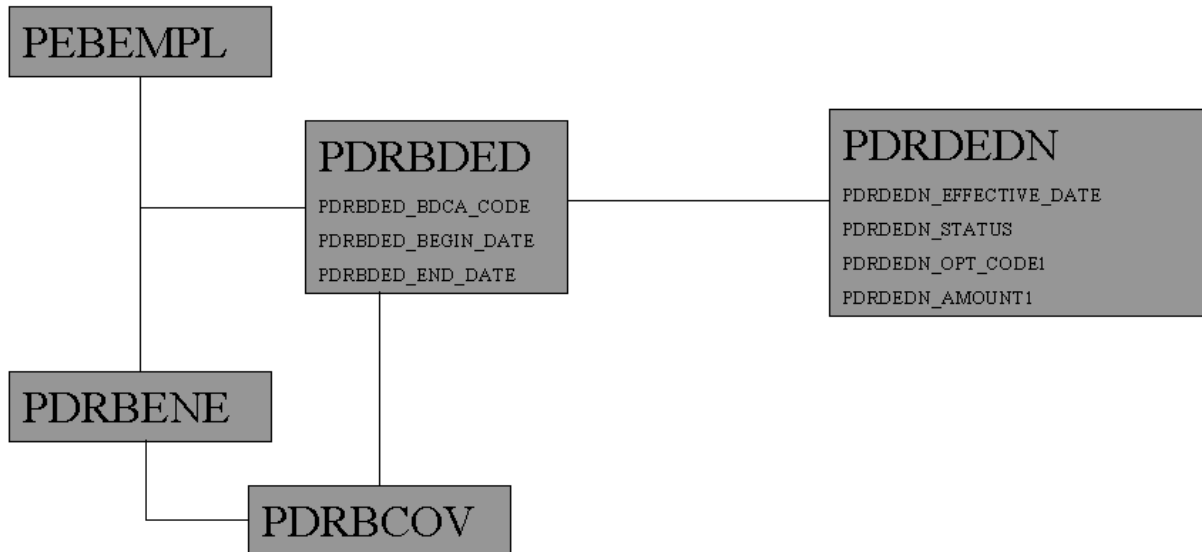 PEBEMPL
PDRBDED
PDRBDED_BDCA_CODE
PDRBDED_BEGIN_DATE
PDRBDED_END_DATE
PDRDEDN
PDRDEDN_EFFECTIVE_DATE
PDRDEDN_STATUS
PDRDEDN_OPT_CODE1
PDRDEDN_AMOUNT1
PDRBENE
PDRBCOV